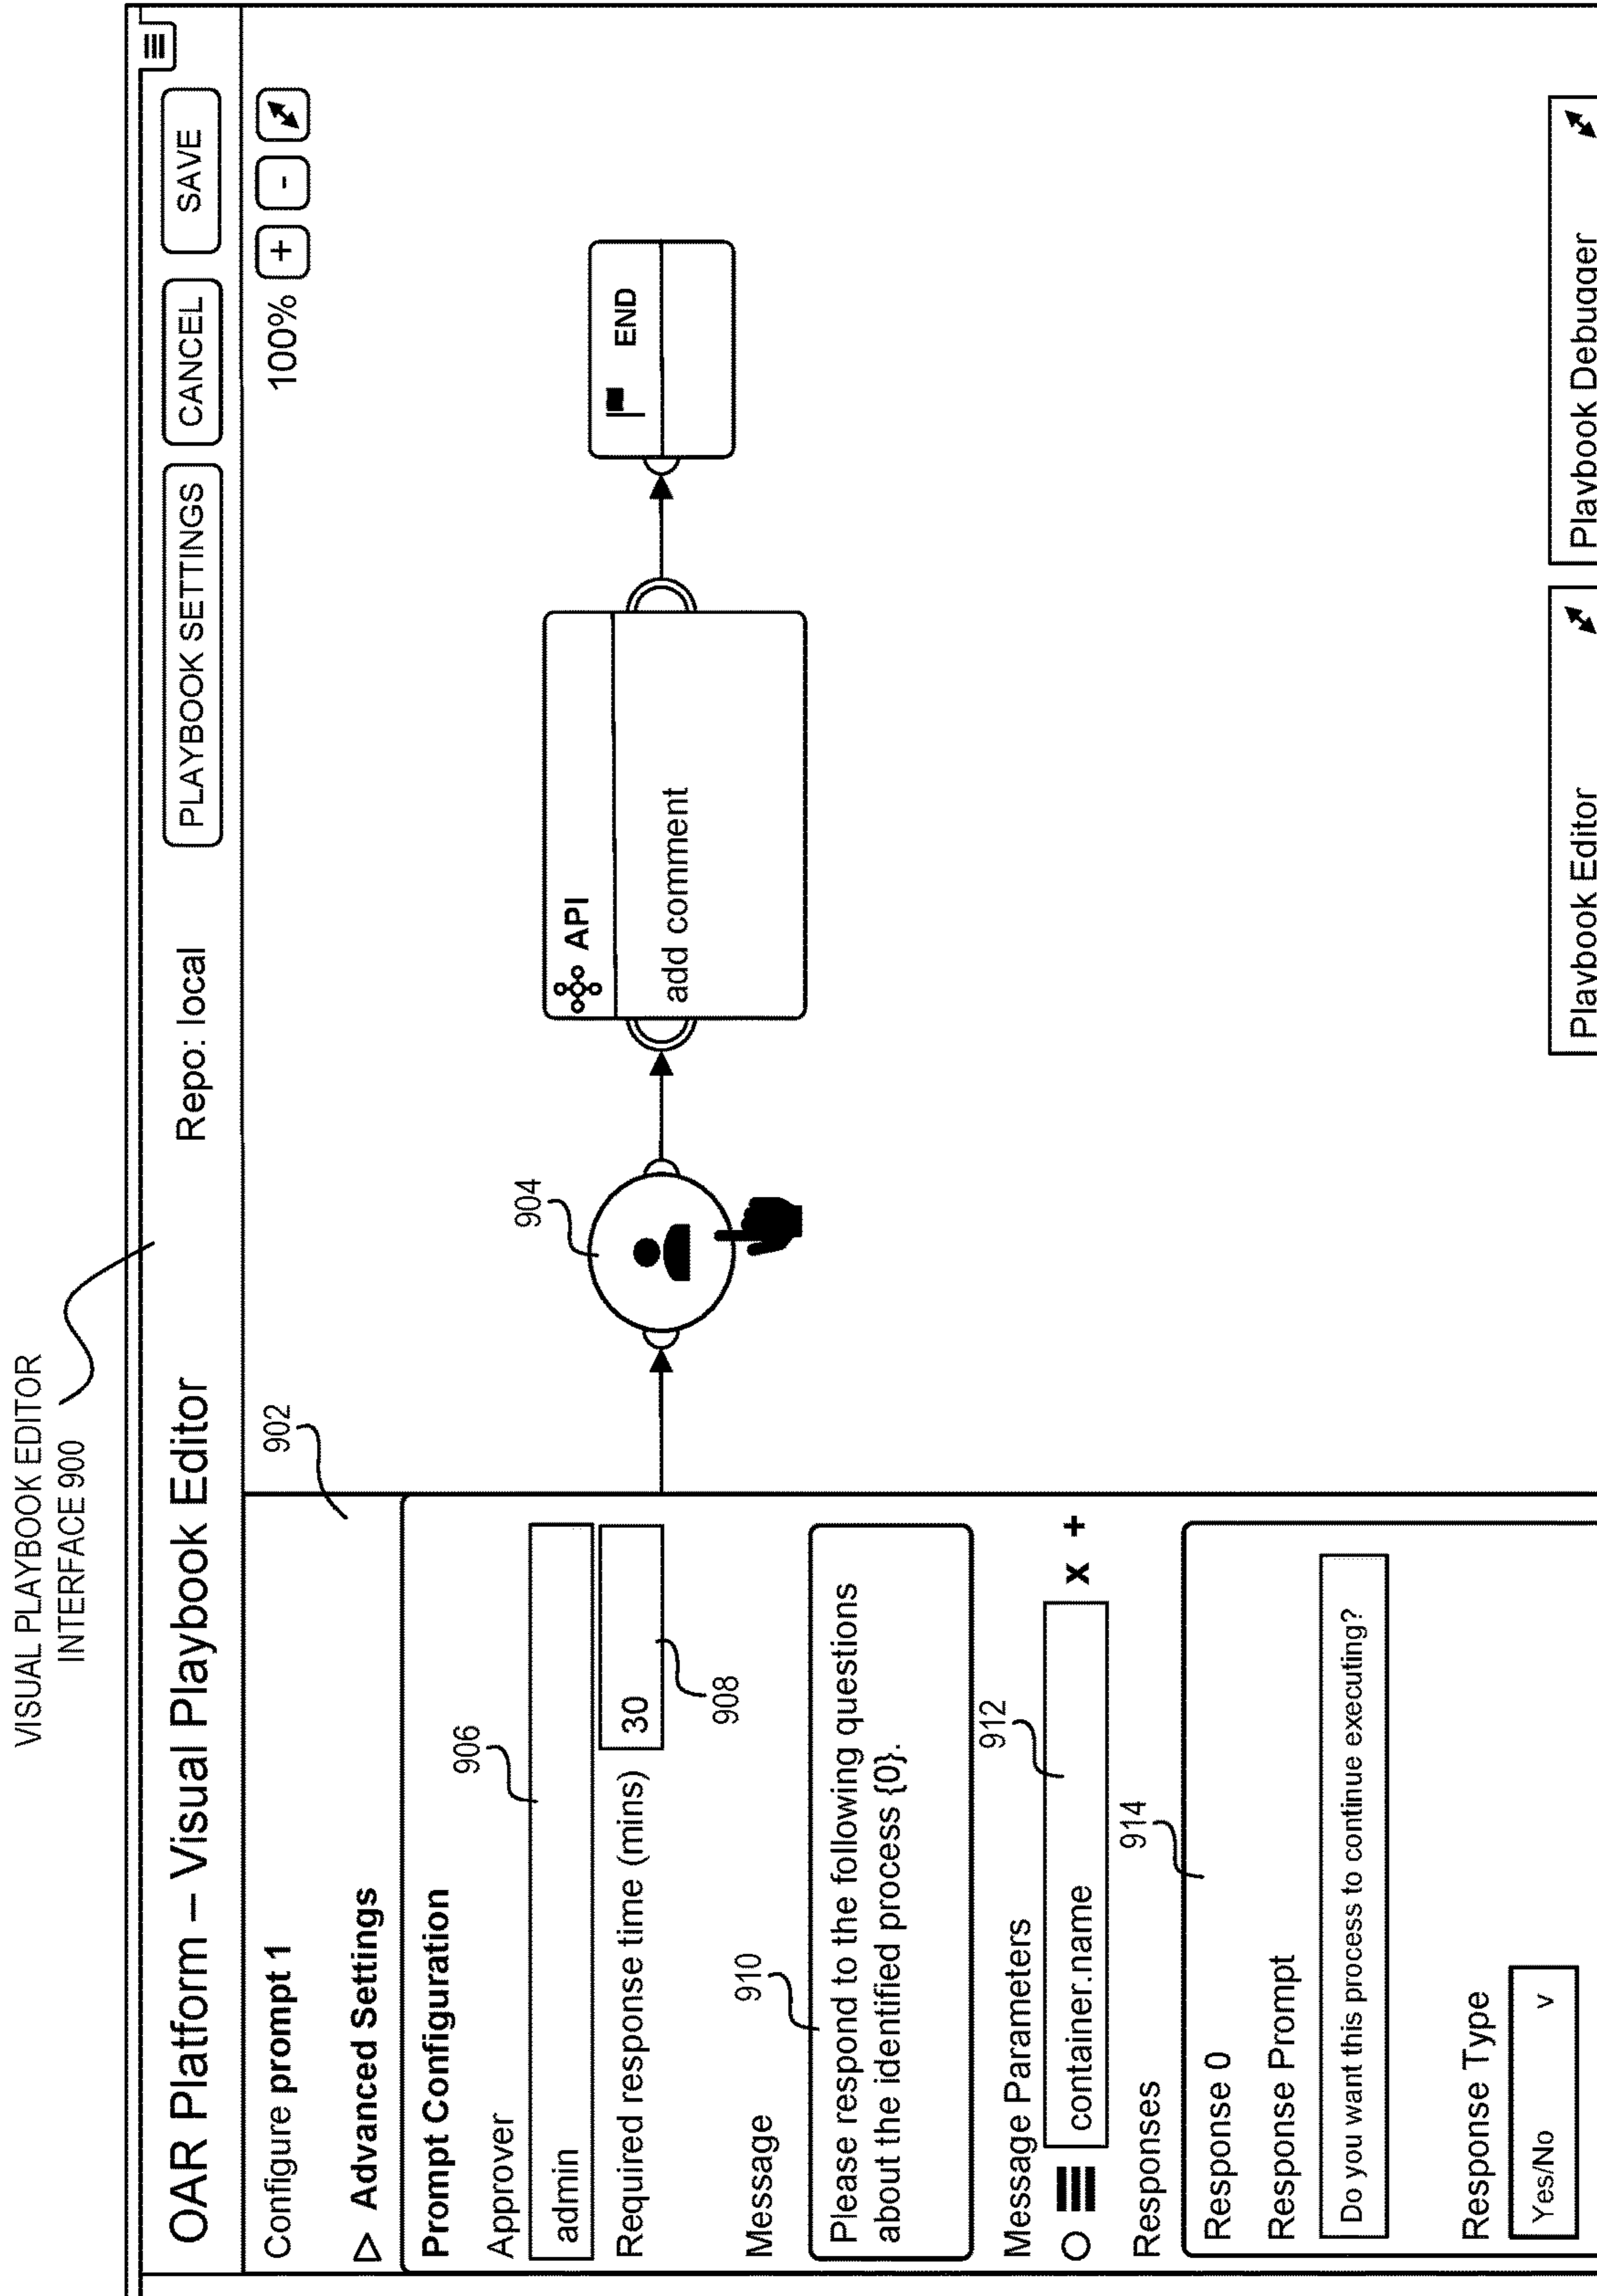 VISUAL PLAYBOOK EDITOR
INTERFACE 900
OAR Platform – Visual Playbook Editor
Repo: local
PLAYBOOK SETTINGS
CANCEL
SAVE
Configure prompt 1
902
100%
+
-
▷ Advanced Settings
Prompt Configuration
Approver
906
admin
Required response time (mins)
30
908
Message
910
Please respond to the following questions
about the identified process {0}.
Message Parameters
912
container.name
x +
Responses
914
Response 0
Response Prompt
Do you want this process to continue executing?
Response Type
Yes/No v
904
API
add comment
END
Playbook Editor
Playbook Debugger